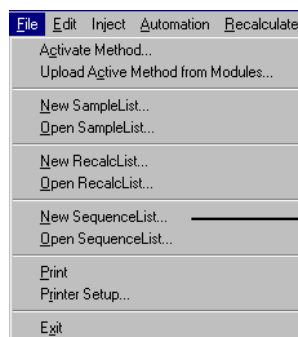 File Edit Inject Automation Recalculate
Activate Method...
Upload Active Method from Modules...
New SampleList...
Open SampleList...
New RecalcList...
Open RecalcList...
New SequenceList...
Open SequenceList...
Print
Printer Setup...
Exit